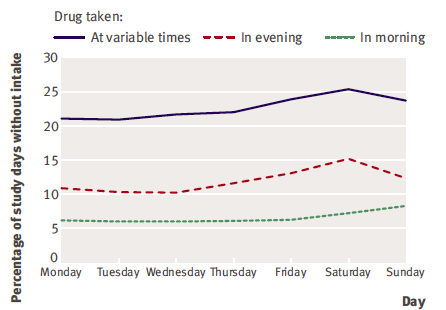 Drug taken:
At variable times In evening In morning
Percentage of study days without intake
30
25
20
15
10
5
0
Monday Tuesday Wednesday Thursday Friday Saturday Sunday
Day